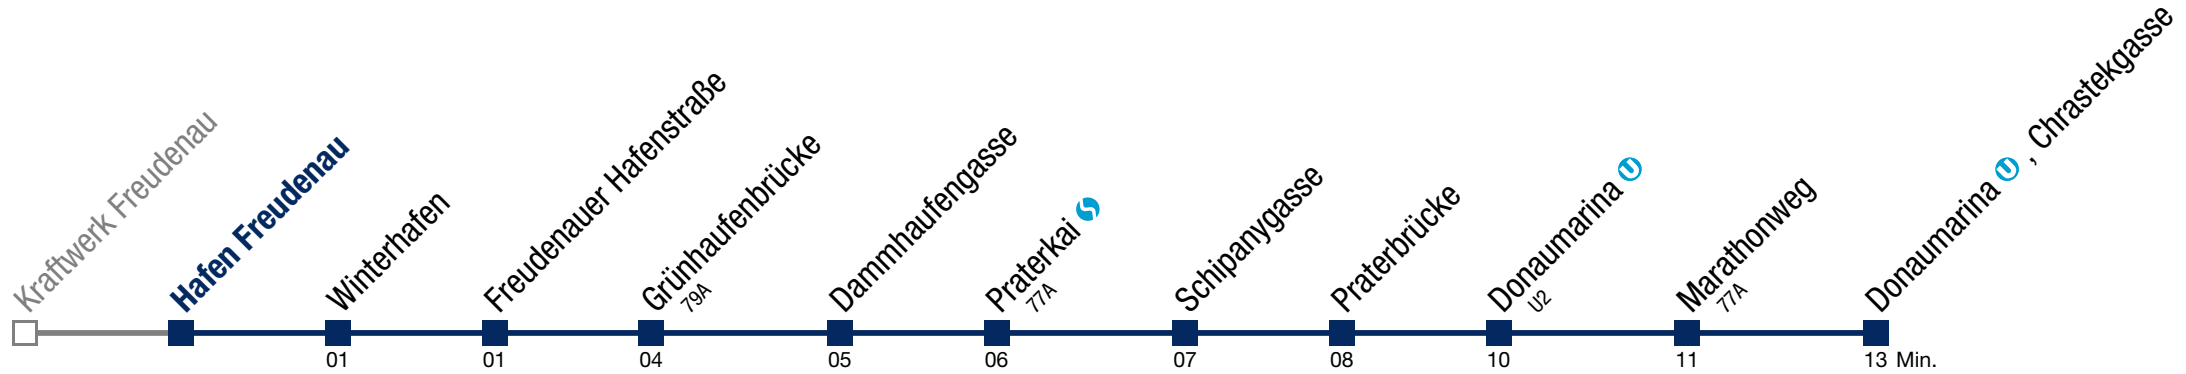 Kraftwerk Freudenau
Hafen Freudenau
Winterhafen
01
Freudenauer Hafenstraße
01
Grünhaufenbrücke
79A
04
Dammhaufengasse
05
Praterkai
77A
06
Schipanygasse
07
Praterbrücke
08
Donaumarina U
U2
10
Marathonweg
77A
11
Donaumarina U, Chrastekgasse
13 Min.